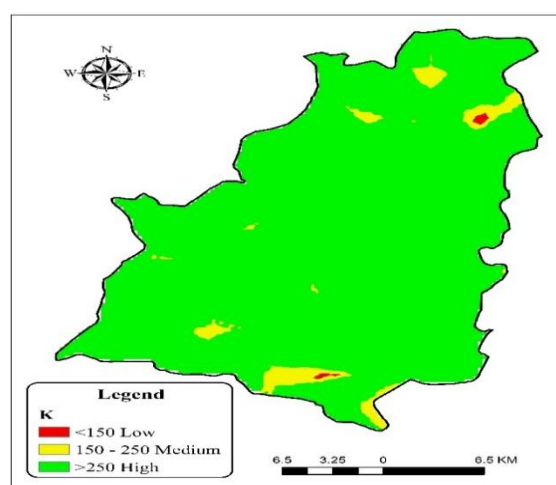 N
W E
S
Legend
K
<150 Low
150 - 250 Medium
>250 High
6.5 3.25 0 6.5 KM